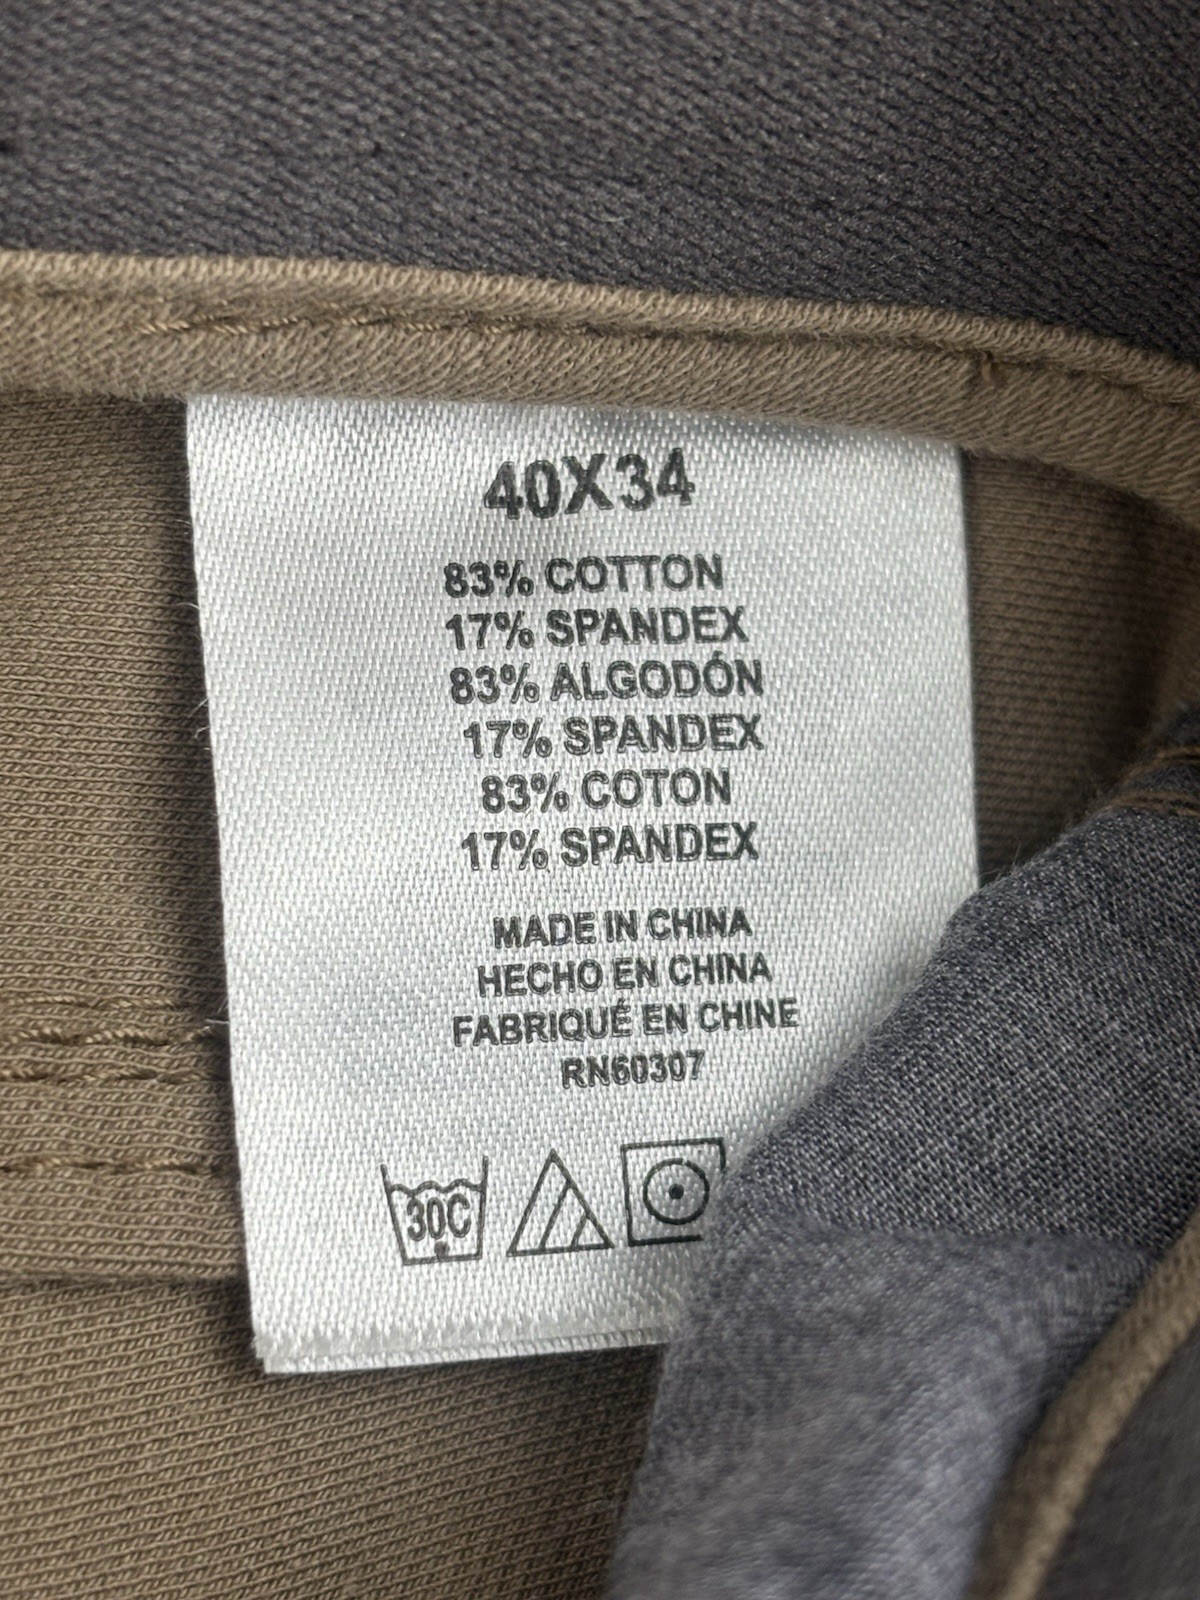 40X34
83% COTTON
17% SPANDEX
83% ALGODÓN
17% SPANDEX
83% COTON
17% SPANDEX
MADE IN CHINA
HECHO EN CHINA
FABRIQUÉ EN CHINE
RN60307
30C